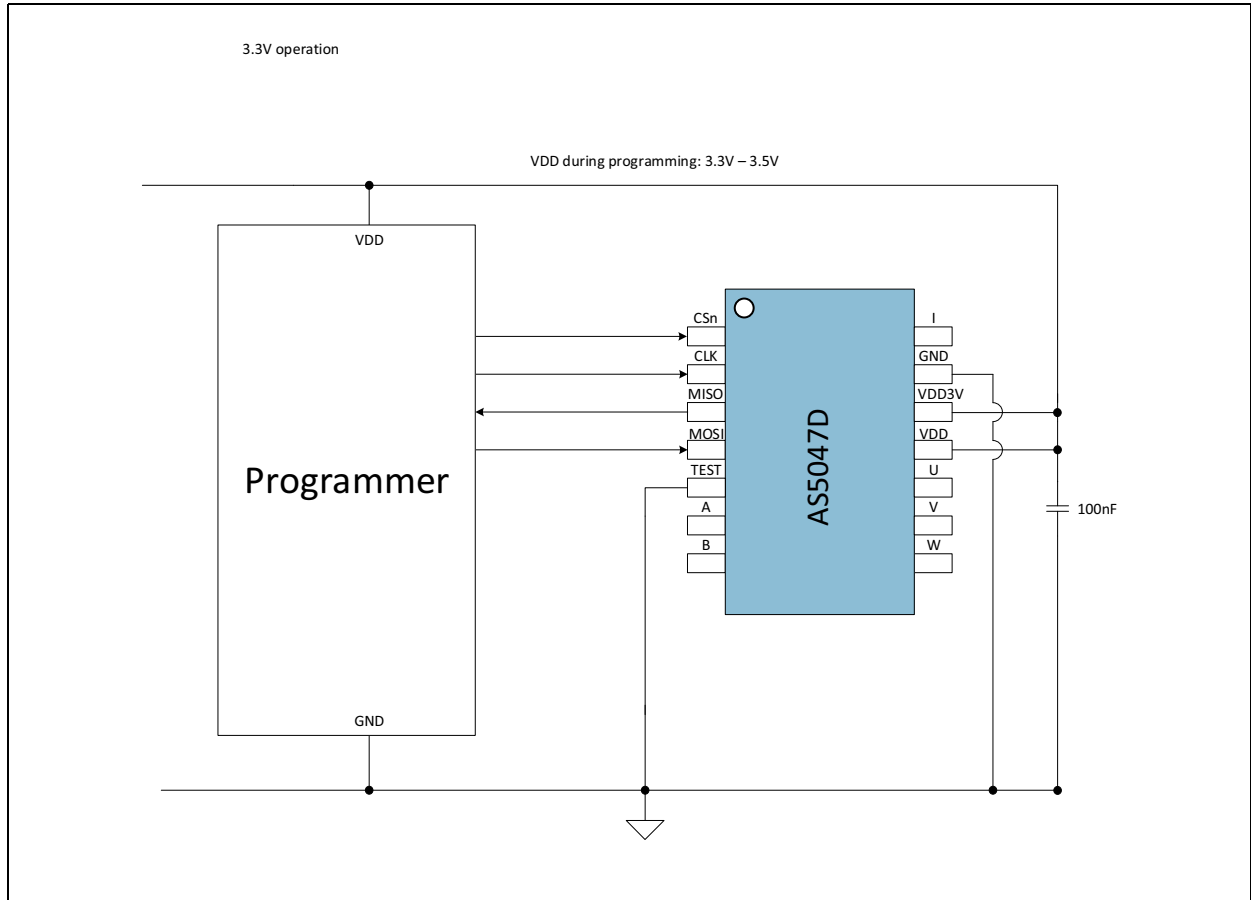 3.3V operation
VDD during programming: 3.3V – 3.5V
VDD
Programmer
GND
CSn
CLK
MISO
MOSI
TEST
A
B
AS5047D
I
GND
VDD3V
VDD
U
V
W
100nF